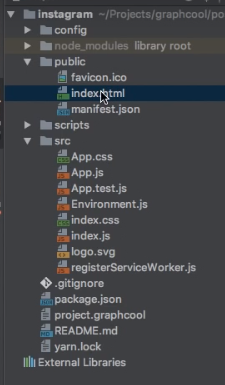 instagram ~/Projects/graphcool/po
config
node_modules library root
public
favicon.ico
index.html
manifest.json
scripts
src
App.css
App.js
App.test.js
Environment.js
index.css
index.js
logo.svg
registerServiceWorker.js
.gitignore
package.json
project.graphcool
README.md
yarn.lock
External Libraries